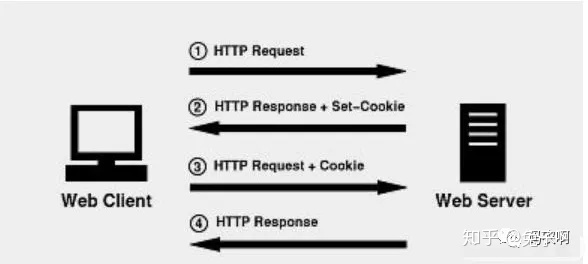 ① HTTP Request
② HTTP Response + Set-Cookie
③ HTTP Request + Cookie
④ HTTP Response
Web Client
Web Server
知乎 @